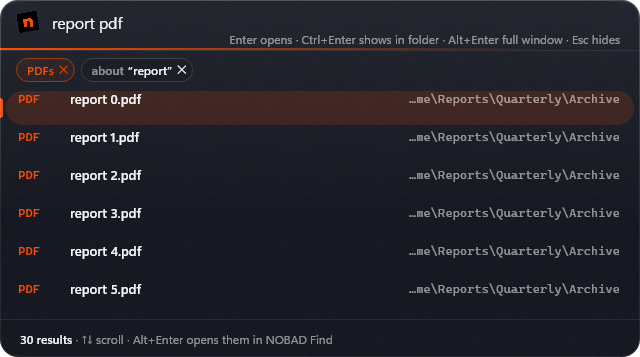 n report pdf
Enter opens · Ctrl+Enter shows in folder · Alt+Enter full window · Esc hides
PDFs ✕ about “report” ✕
PDF report 0.pdf …me\Reports\Quarterly\Archive
PDF report 1.pdf …me\Reports\Quarterly\Archive
PDF report 2.pdf …me\Reports\Quarterly\Archive
PDF report 3.pdf …me\Reports\Quarterly\Archive
PDF report 4.pdf …me\Reports\Quarterly\Archive
PDF report 5.pdf …me\Reports\Quarterly\Archive
30 results · ↑↓ scroll · Alt+Enter opens them in NOBAD Find